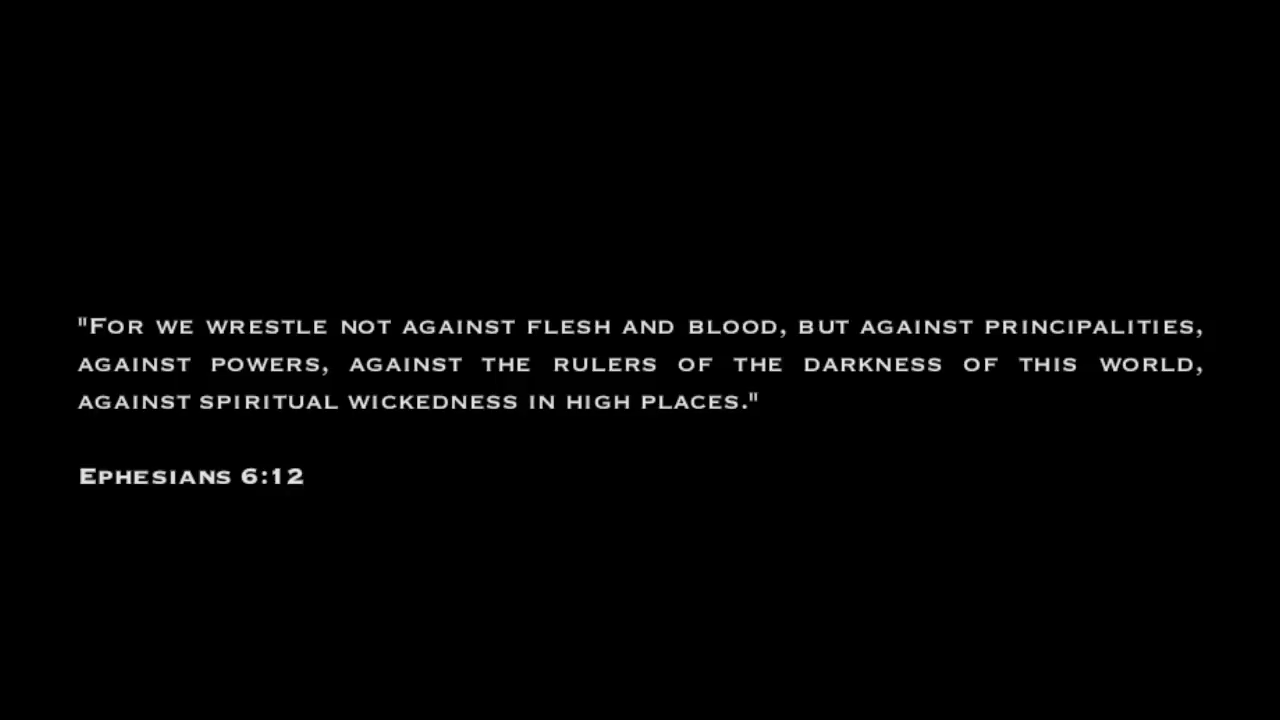 "For we wrestle not against flesh and blood, but against principalities,
against powers, against the rulers of the darkness of this world,
against spiritual wickedness in high places."
Ephesians 6:12